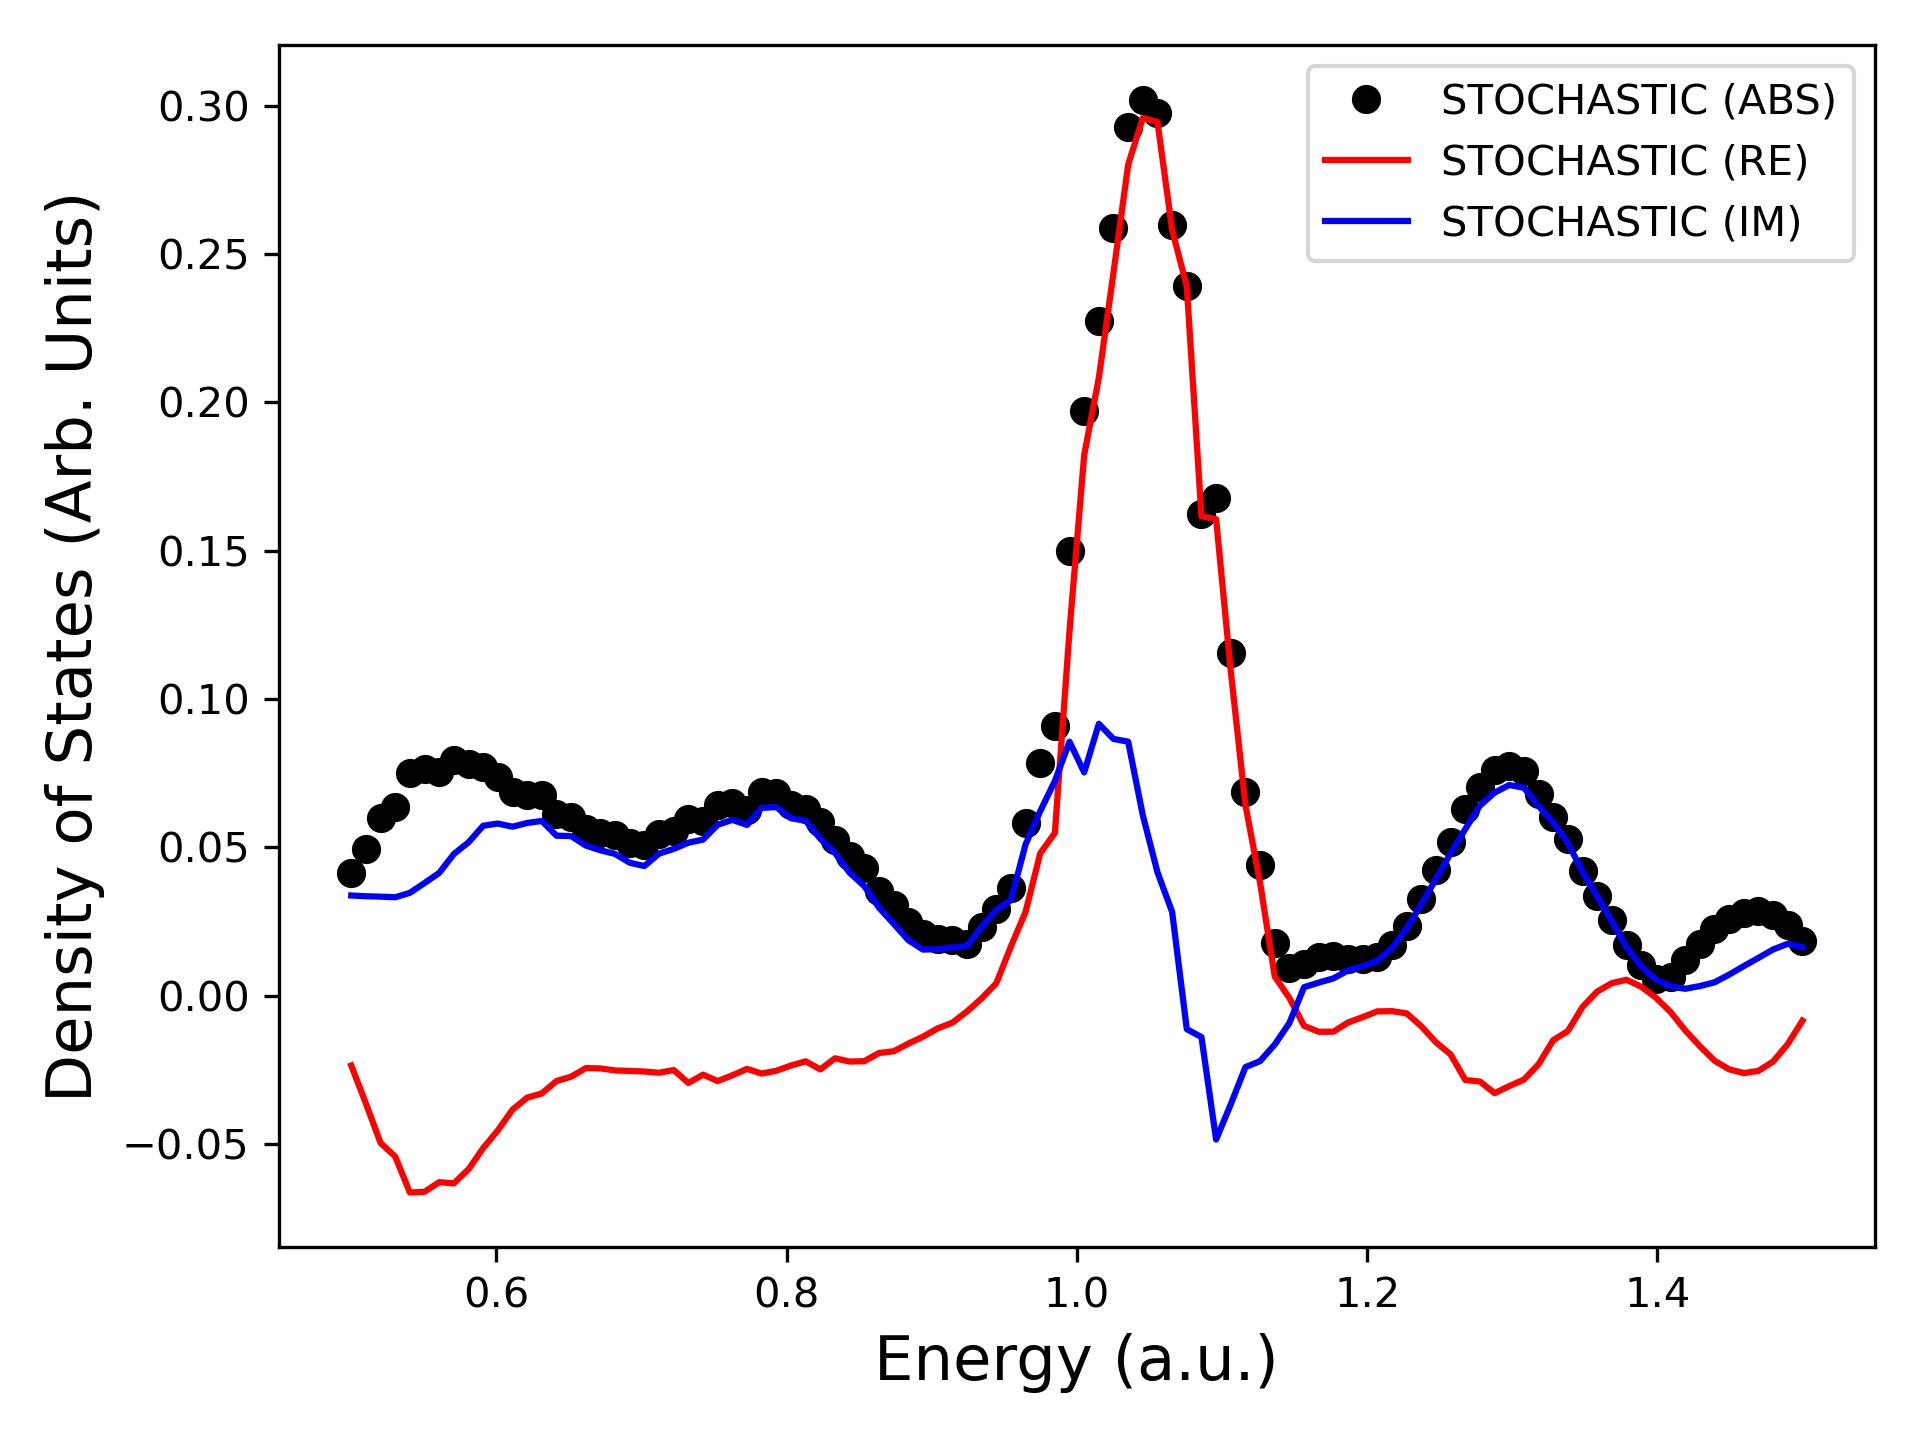 STOCHASTIC (ABS)
STOCHASTIC (RE)
STOCHASTIC (IM)
Density of States (Arb. Units)
0.30
0.25
0.20
0.15
0.10
0.05
0.00
−0.05
0.6 0.8 1.0 1.2 1.4
Energy (a.u.)